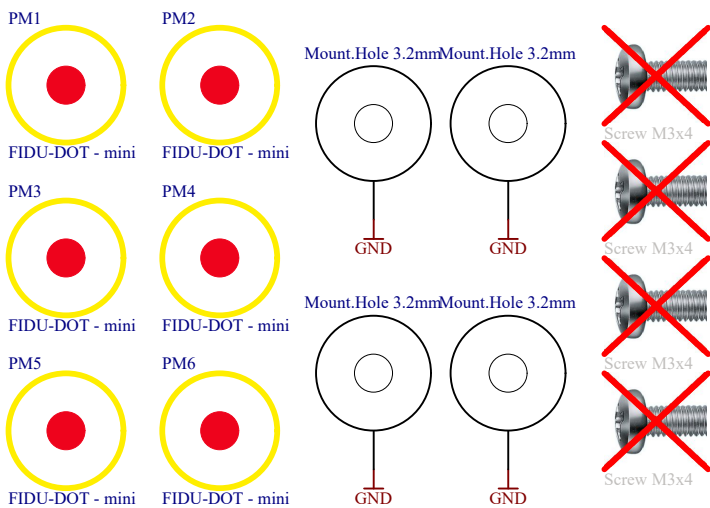 PM1
PM2
FIDU-DOT - mini
FIDU-DOT - mini
PM3
PM4
FIDU-DOT - mini
FIDU-DOT - mini
PM5
PM6
FIDU-DOT - mini
FIDU-DOT - mini
Mount.Hole 3.2mm
Mount.Hole 3.2mm
GND
GND
Mount.Hole 3.2mm
Mount.Hole 3.2mm
GND
GND
Screw M3x4
Screw M3x4
Screw M3x4
Screw M3x4